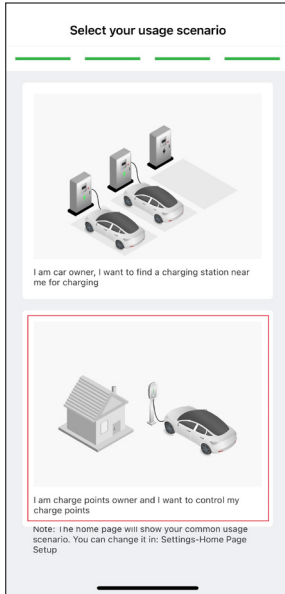 Select your usage scenario
I am car owner, I want to find a charging station near
me for charging
I am charge points owner and I want to control my
charge points
Note: The home page will show your common usage
scenario. You can change it in: Settings-Home Page
Setup